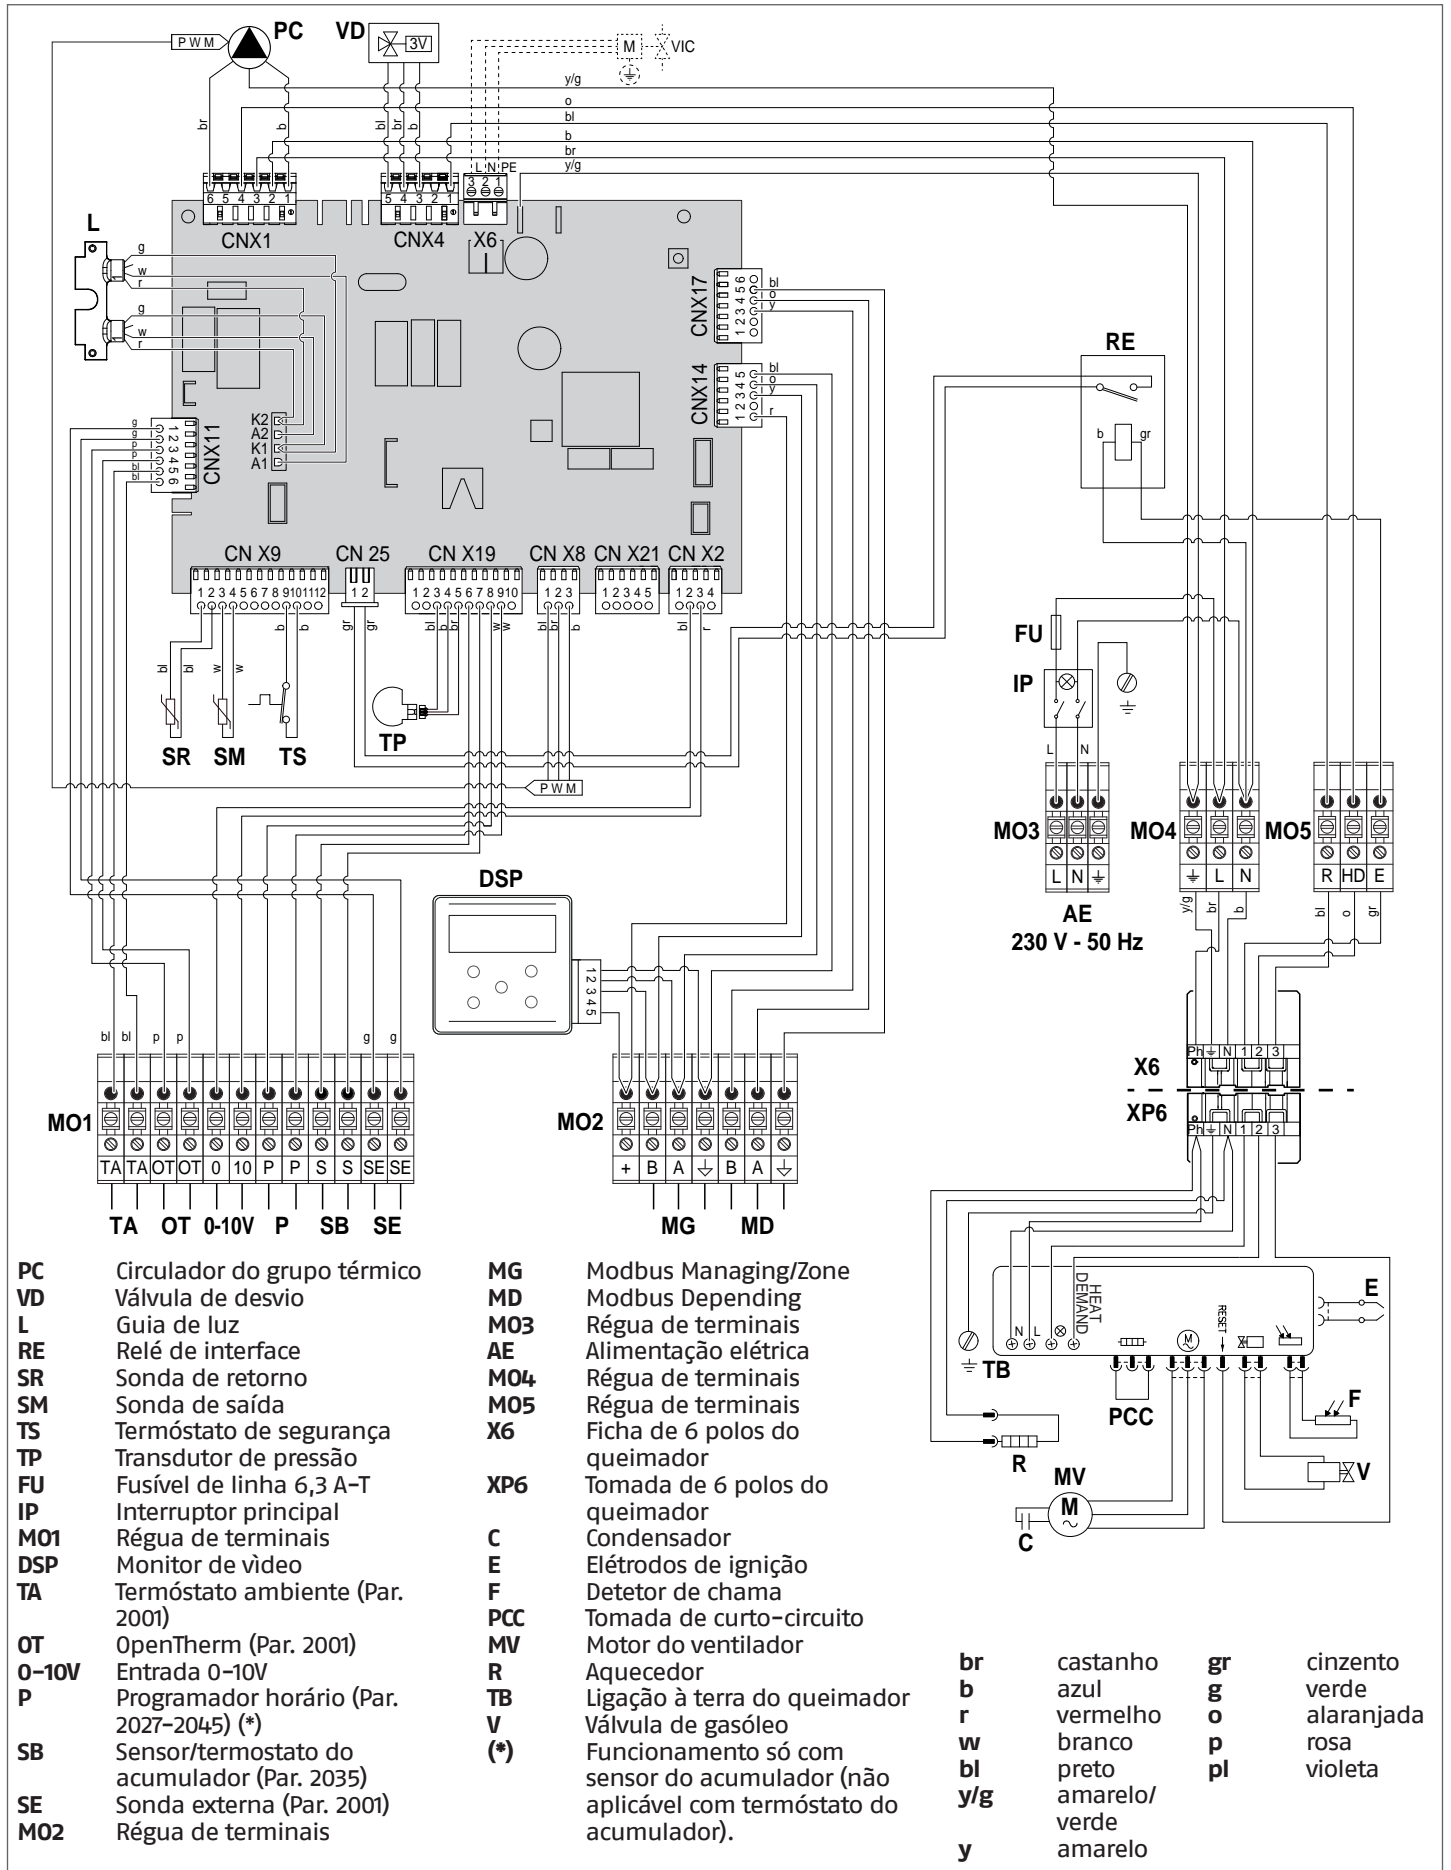 PC
VD
PWM
3V
M
VIC
y/g
o
bl
b
br
y/g
br
b
bl
br
b
L N PE
3 2 1
6 5 4 3 2 1
5 4 3 2 1
CNX1
CNX4
X6
L
g
w
r
g
w
r
CNX17
1 2 3 4 5 6
bl
o
y
CNX14
1 2 3 4 5
bl
o
y
r
RE
b
gr
K2
A2
K1
A1
CNX11
1 2 3 4 5 6
g
g
p
p
bl
bl
CN X9
CN 25
CN X19
CN X8
CN X21
CN X2
1 2 3 4 5 6 7 8 9 10 11 12
1 2
1 2 3 4 5 6 7 8 9 10
1 2 3
1 2 3 4 5
1 2 3 4
b
b
gr
gr
bl
b
br
w
w
bl
br
b
bl
r
bl
bl
w
w
FU
IP
SR
SM
TS
TP
L
N
PWM
MO3
MO4
MO5
L N
L N
R HD E
AE
230 V - 50 Hz
y/g
br
b
bl
o
gr
DSP
1 2 3 4 5
bl
bl
p
p
g
g
X6
Ph N 1 2 3
XP6
Ph N 1 2 3
MO1
TA TA OT OT 0 10 P P S S SE SE
TA OT 0-10V P SB SE
MO2
+ B A B A
MG MD
HEAT
DEMAND
N L
RESET
M
E
TB
PCC
F
R
MV
M
C
V
PC Circulador do grupo térmico
VD Válvula de desvio
L Guia de luz
RE Relé de interface
SR Sonda de retorno
SM Sonda de saída
TS Termóstato de segurança
TP Transdutor de pressão
FU Fusível de linha 6,3 A-T
IP Interruptor principal
MO1 Régua de terminais
DSP Monitor de vìdeo
TA Termóstato ambiente (Par.
2001)
OT OpenTherm (Par. 2001)
0-10V Entrada 0-10V
P Programador horário (Par.
2027-2045) (*)
SB Sensor/termostato do
acumulador (Par. 2035)
SE Sonda externa (Par. 2001)
MO2 Régua de terminais
MG Modbus Managing/Zone
MD Modbus Depending
MO3 Régua de terminais
AE Alimentação elétrica
MO4 Régua de terminais
MO5 Régua de terminais
X6 Ficha de 6 polos do
queimador
XP6 Tomada de 6 polos do
queimador
C Condensador
E Elétrodos de ignição
F Detetor de chama
PCC Tomada de curto-circuito
MV Motor do ventilador
R Aquecedor
TB Ligação à terra do queimador
V Válvula de gasóleo
(*) Funcionamento só com
sensor do acumulador (não
aplicável com termóstato do
acumulador).
br castanho
b azul
r vermelho
w branco
bl preto
y/g amarelo/
verde
y amarelo
gr cinzento
g verde
o alaranjada
p rosa
pl violeta